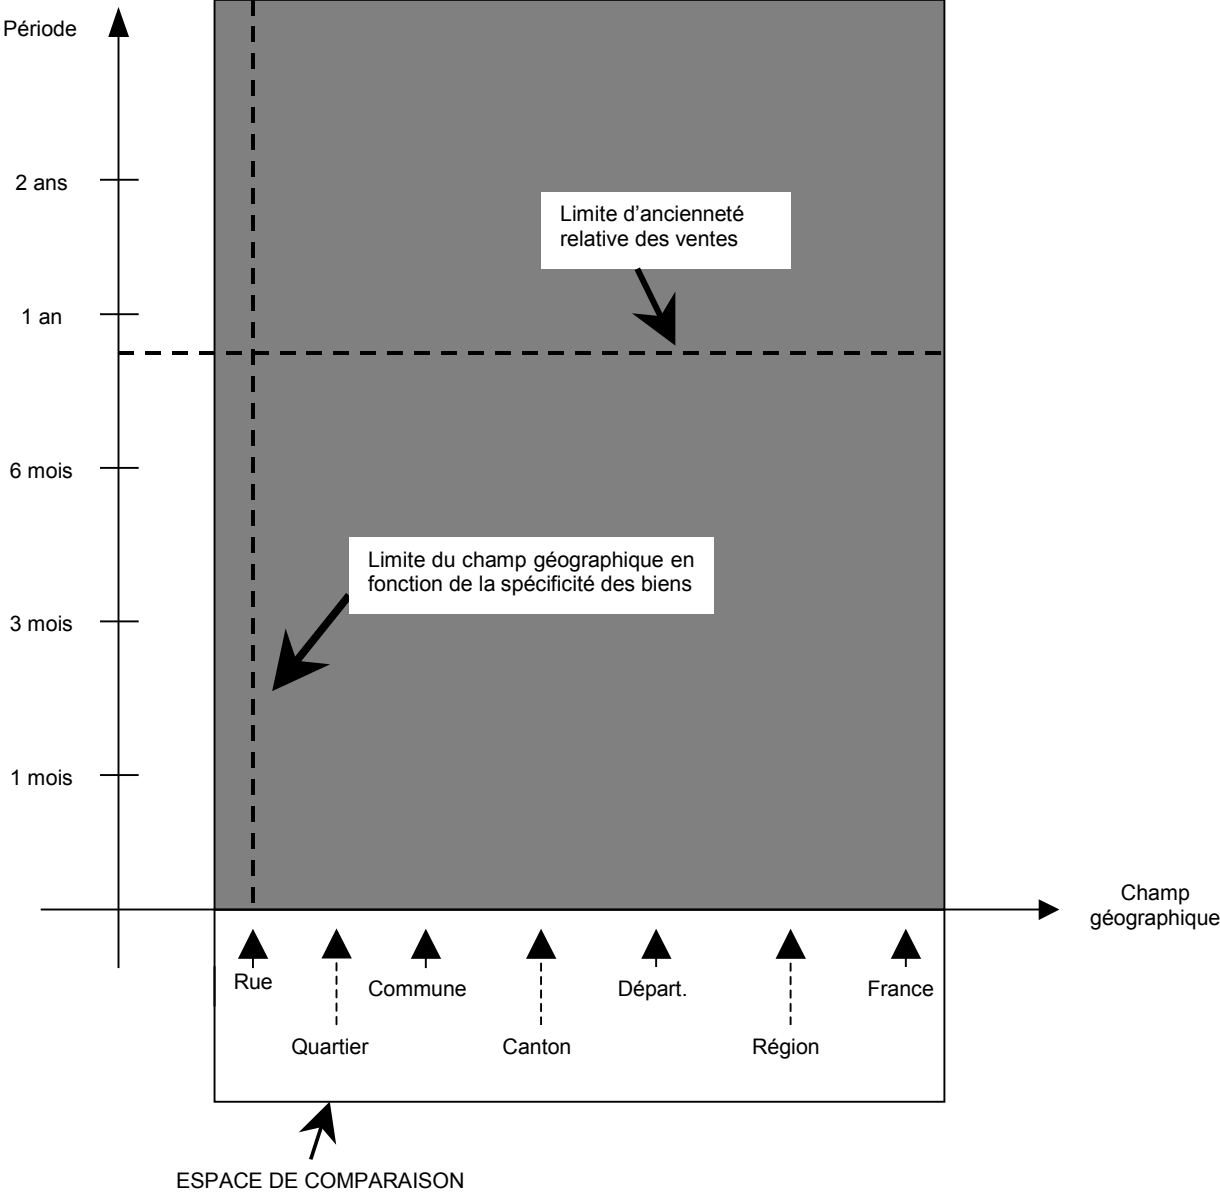 Période
2 ans
Limite d'ancienneté
relative des ventes
1 an
6 mois
Limite du champ géographique en
fonction de la spécificité des biens
3 mois
1 mois
Champ
géographique
Rue
Commune
Départ.
France
Quartier
Canton
Région
ESPACE DE COMPARAISON